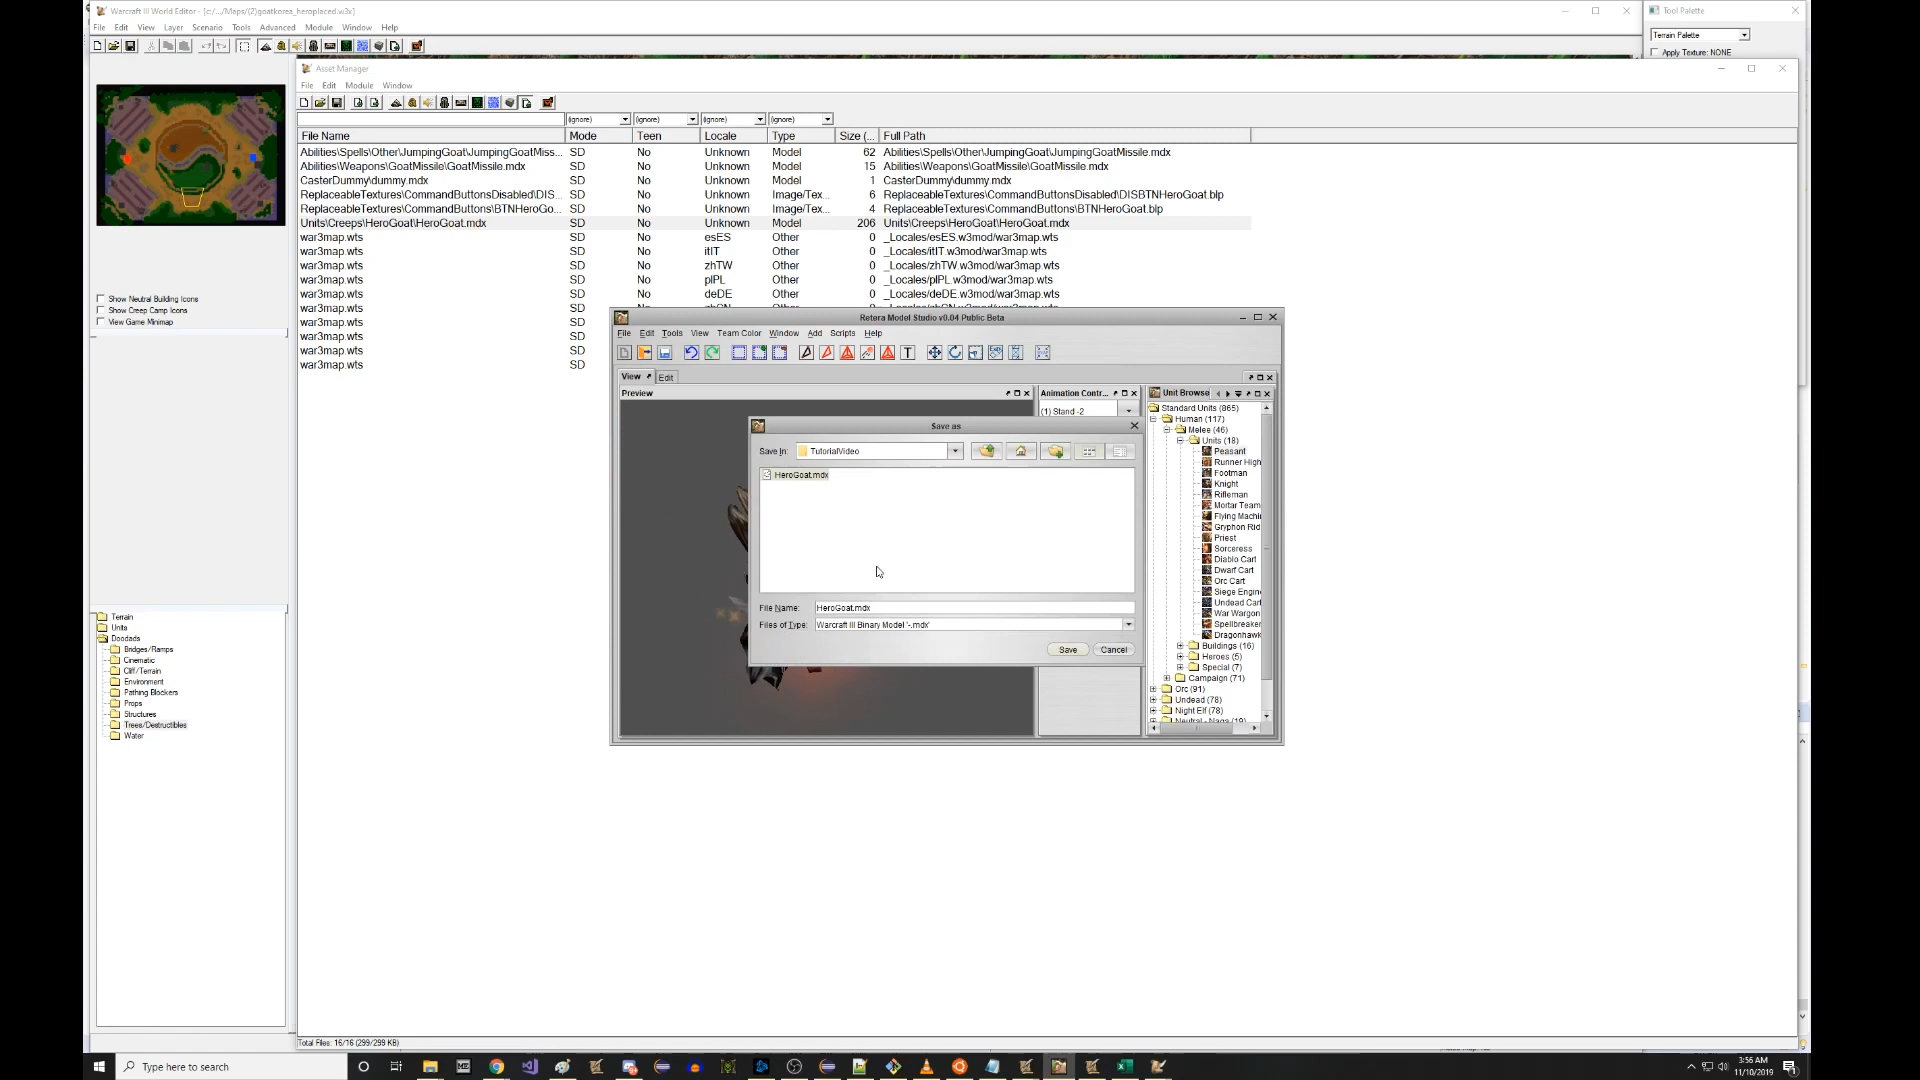 Warcraft III World Editor - [c:/.../Maps/(2)goatkorea_heroplaced.w3x]
File Edit View Layer Scenario Tools Advanced Module Window Help
Tool Palette
Terrain Palette
Apply Texture: NONE
Asset Manager
File Edit Module Window
(ignore) (ignore) (ignore) (ignore)
File Name Mode Teen Locale Type Size (... Full Path
Abilities\Spells\Other\JumpingGoat\JumpingGoatMiss... SD No Unknown Model 62 Abilities\Spells\Other\JumpingGoat\JumpingGoatMissile.mdx
Abilities\Weapons\GoatMissile\GoatMissile.mdx SD No Unknown Model 15 Abilities\Weapons\GoatMissile\GoatMissile.mdx
CasterDummy\dummy.mdx SD No Unknown Model 1 CasterDummy\dummy.mdx
ReplaceableTextures\CommandButtonsDisabled\DIS... SD No Unknown Image/Tex... 6 ReplaceableTextures\CommandButtonsDisabled\DISBTNHeroGoat.blp
ReplaceableTextures\CommandButtons\BTNHeroGo... SD No Unknown Image/Tex... 4 ReplaceableTextures\CommandButtons\BTNHeroGoat.blp
Units\Creeps\HeroGoat\HeroGoat.mdx SD No Unknown Model 206 Units\Creeps\HeroGoat\HeroGoat.mdx
war3map.wts SD No esES Other 0 _Locales/esES.w3mod/war3map.wts
war3map.wts SD No itIT Other 0 _Locales/itIT.w3mod/war3map.wts
war3map.wts SD No zhTW Other 0 _Locales/zhTW.w3mod/war3map.wts
war3map.wts SD No plPL Other 0 _Locales/plPL.w3mod/war3map.wts
war3map.wts SD No deDE Other 0 _Locales/deDE.w3mod/war3map.wts
war3map.wts SD
war3map.wts SD
war3map.wts SD
war3map.wts SD
war3map.wts SD
Show Neutral Building Icons
Show Creep Camp Icons
View Game Minimap
Retera Model Studio v0.04 Public Beta
File Edit Tools View Team Color Window Add Scripts Help
View Edit
Preview
Animation Contr...
(1) Stand -2
Unit Browse
Standard Units (865)
Human (117)
Melee (46)
Units (18)
Peasant
Runner High
Footman
Knight
Rifleman
Mortar Team
Flying Machi
Gryphon Rid
Priest
Sorceress
Diablo Cart
Dwarf Cart
Orc Cart
Siege Engin
Undead Cart
War Wargon
Spellbreaker
Dragonhawk
Buildings (16)
Heroes (5)
Special (7)
Campaign (71)
Orc (91)
Undead (78)
Night Elf (78)
Neutral - Naga (19)
Save as
Save In: TutorialVideo
HeroGoat.mdx
File Name: HeroGoat.mdx
Files of Type: Warcraft III Binary Model '-.mdx'
Save Cancel
Terrain
Units
Doodads
Bridges/Ramps
Cinematic
Cliff/Terrain
Environment
Pathing Blockers
Props
Structures
Trees/Destructibles
Water
Total Files: 16/16 (299/299 KB)
Type here to search
3:56 AM
11/10/2019